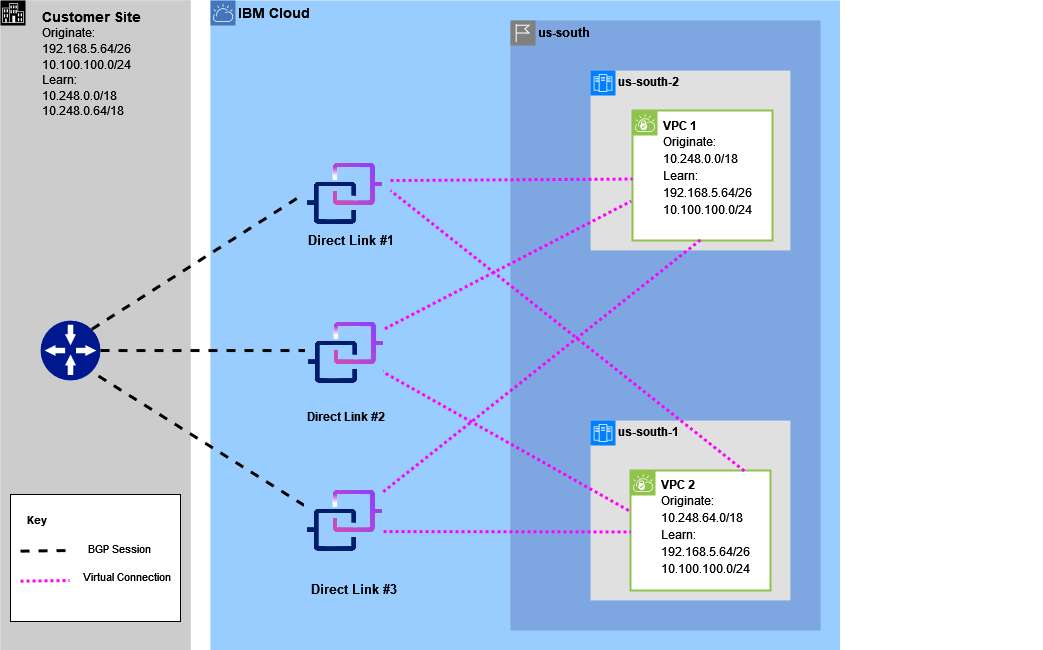 Customer Site
Originate:
192.168.5.64/26
10.100.100.0/24
Learn:
10.248.0.0/18
10.248.0.64/18
IBM Cloud
us-south
us-south-2
VPC 1
Originate:
10.248.0.0/18
Learn:
192.168.5.64/26
10.100.100.0/24
Direct Link #1
Direct Link #2
us-south-1
VPC 2
Originate:
10.248.64.0/18
Learn:
192.168.5.64/26
10.100.100.0/24
Direct Link #3
Key
BGP Session
Virtual Connection